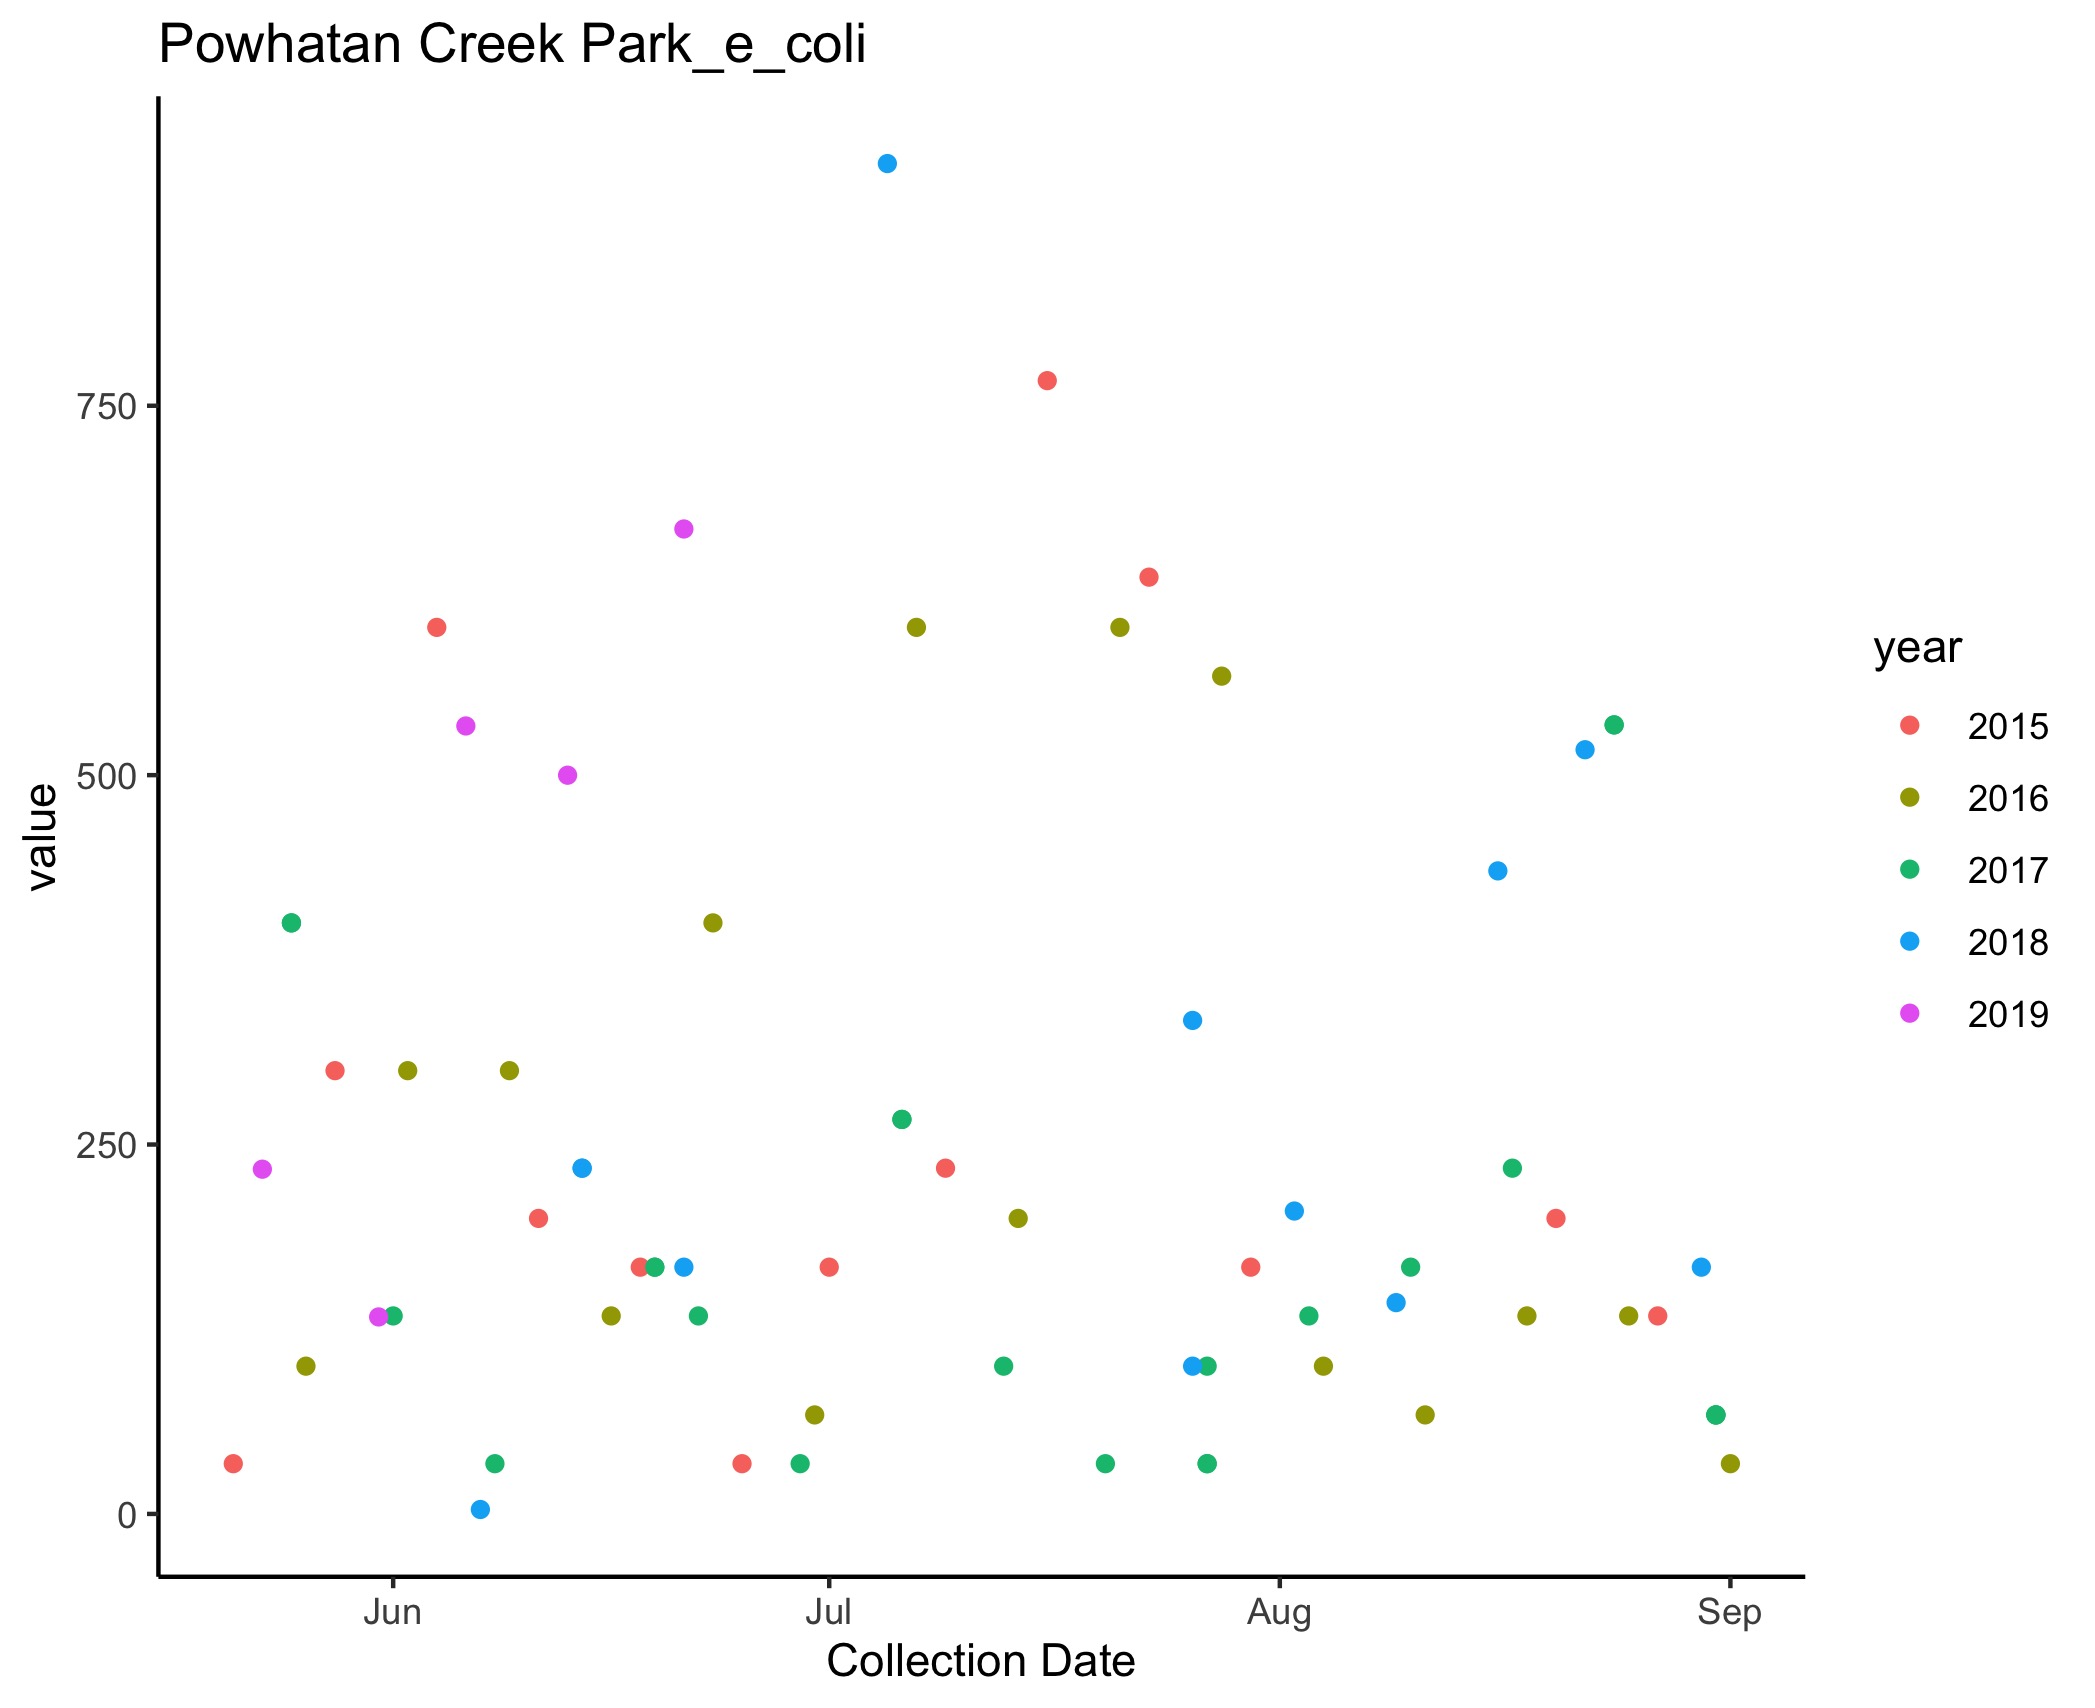 Powhatan Creek Park_e_coli
value
750
500
250
0
Jun
Jul
Aug
Sep
Collection Date
year
2015
2016
2017
2018
2019